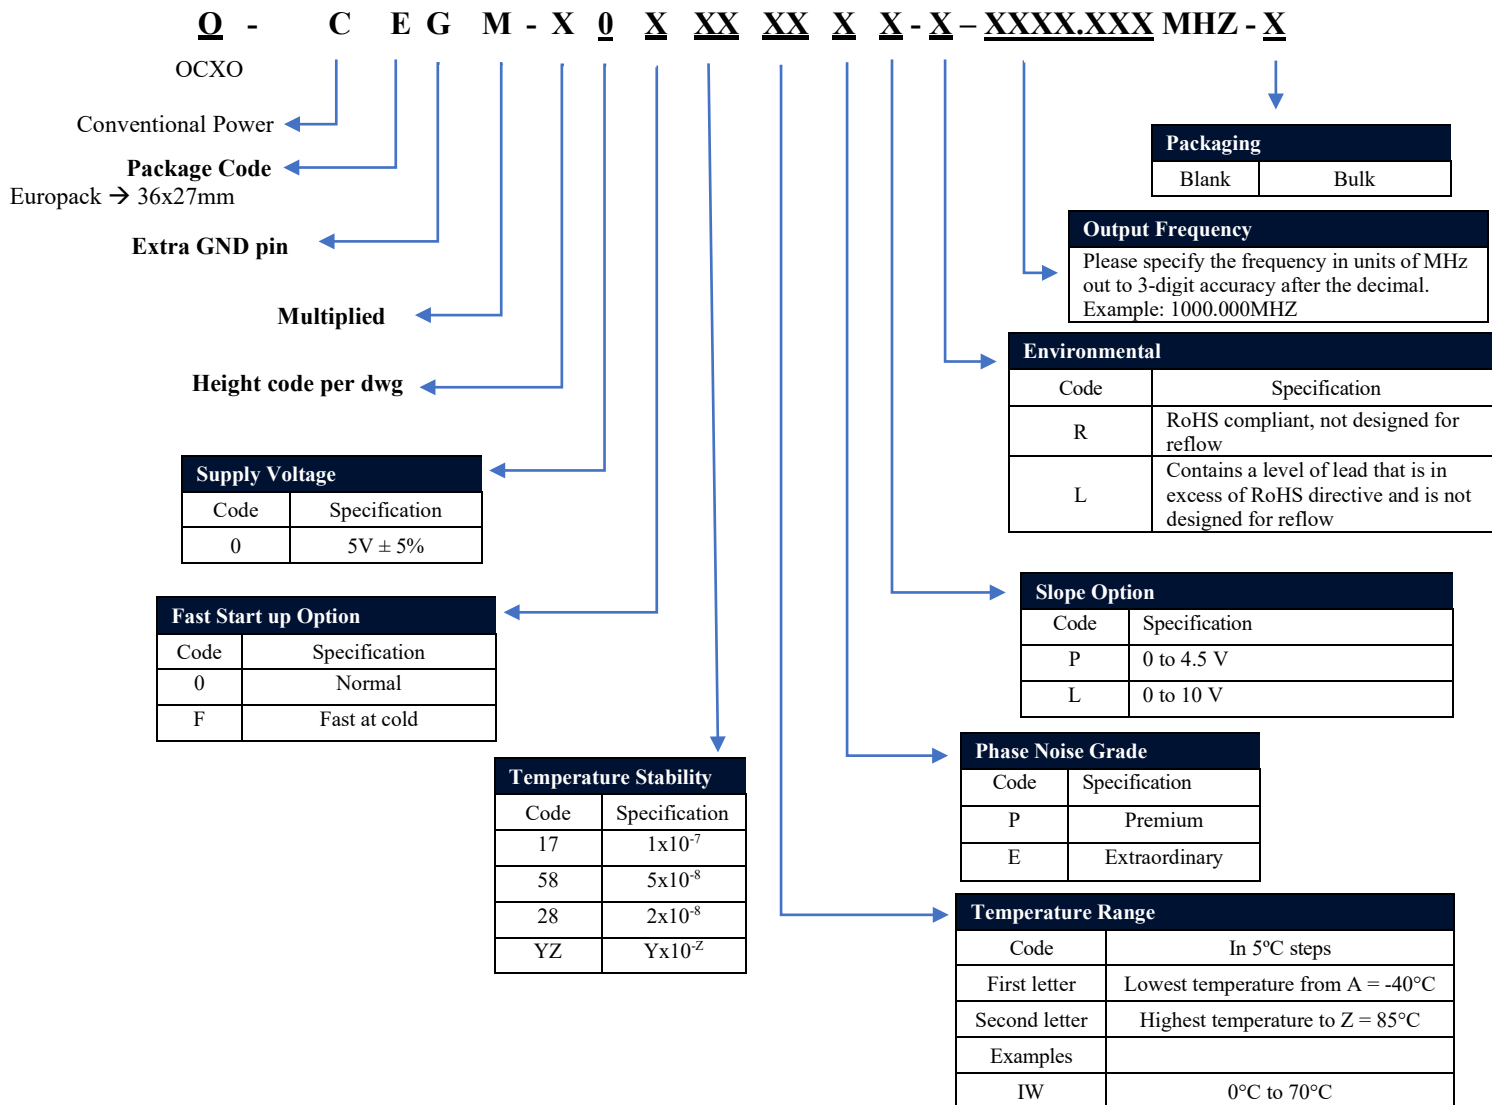 O - C E G M - X 0 X XX XX X X - X – XXXX.XXX MHZ - X
OCXO
Conventional Power
Package Code
Europack → 36x27mm
Extra GND pin
Multiplied
Height code per dwg
Supply Voltage
Code Specification
0 5V ± 5%
Fast Start up Option
Code Specification
0 Normal
F Fast at cold
Temperature Stability
Code Specification
17 1x10⁻⁷
58 5x10⁻⁸
28 2x10⁻⁸
YZ Yx10⁻ᶻ
Packaging
Blank Bulk
Output Frequency
Please specify the frequency in units of MHz
out to 3-digit accuracy after the decimal.
Example: 1000.000MHZ
Environmental
Code Specification
R RoHS compliant, not designed for
reflow
L Contains a level of lead that is in
excess of RoHS directive and is not
designed for reflow
Slope Option
Code Specification
P 0 to 4.5 V
L 0 to 10 V
Phase Noise Grade
Code Specification
P Premium
E Extraordinary
Temperature Range
Code In 5ºC steps
First letter Lowest temperature from A = -40°C
Second letter Highest temperature to Z = 85°C
Examples
IW 0°C to 70°C